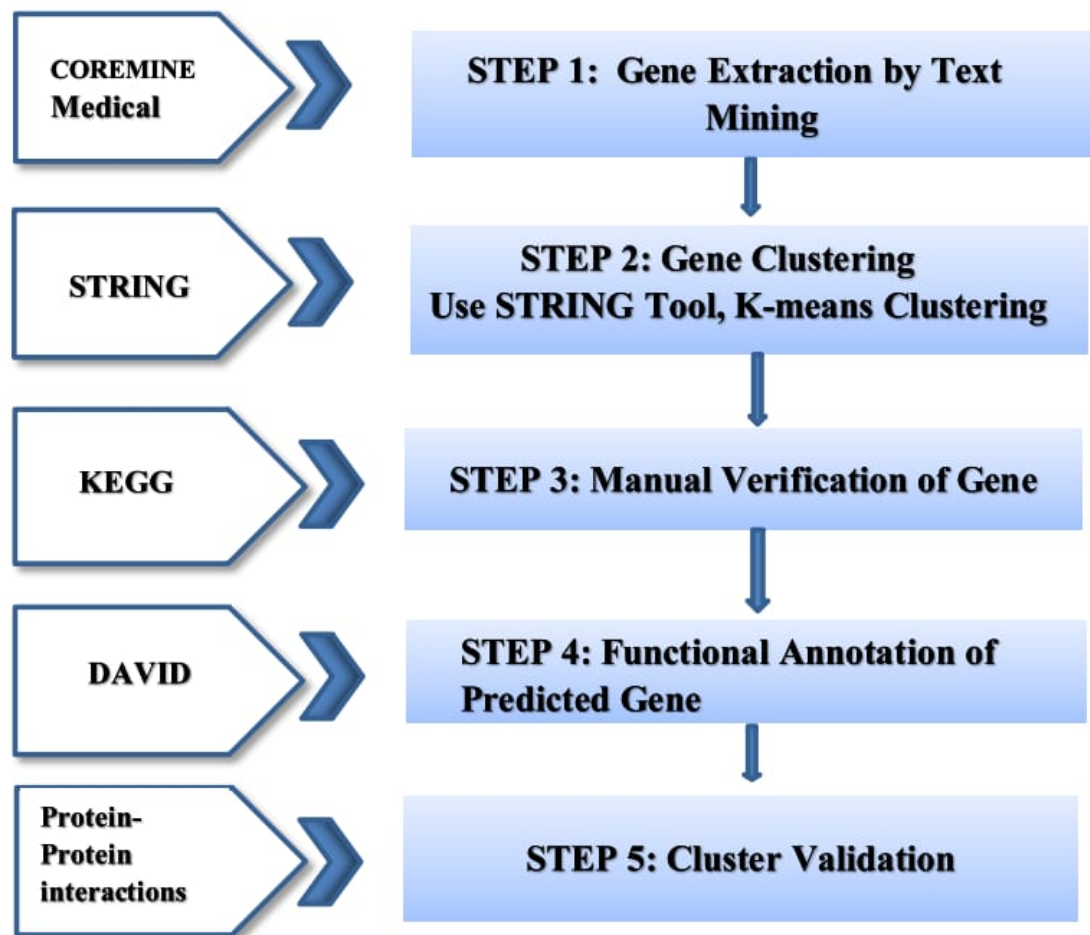 COREMINE
Medical
STEP 1: Gene Extraction by Text
Mining
STRING
STEP 2: Gene Clustering
Use STRING Tool, K-means Clustering
KEGG
STEP 3: Manual Verification of Gene
DAVID
STEP 4: Functional Annotation of
Predicted Gene
Protein-
Protein
interactions
STEP 5: Cluster Validation